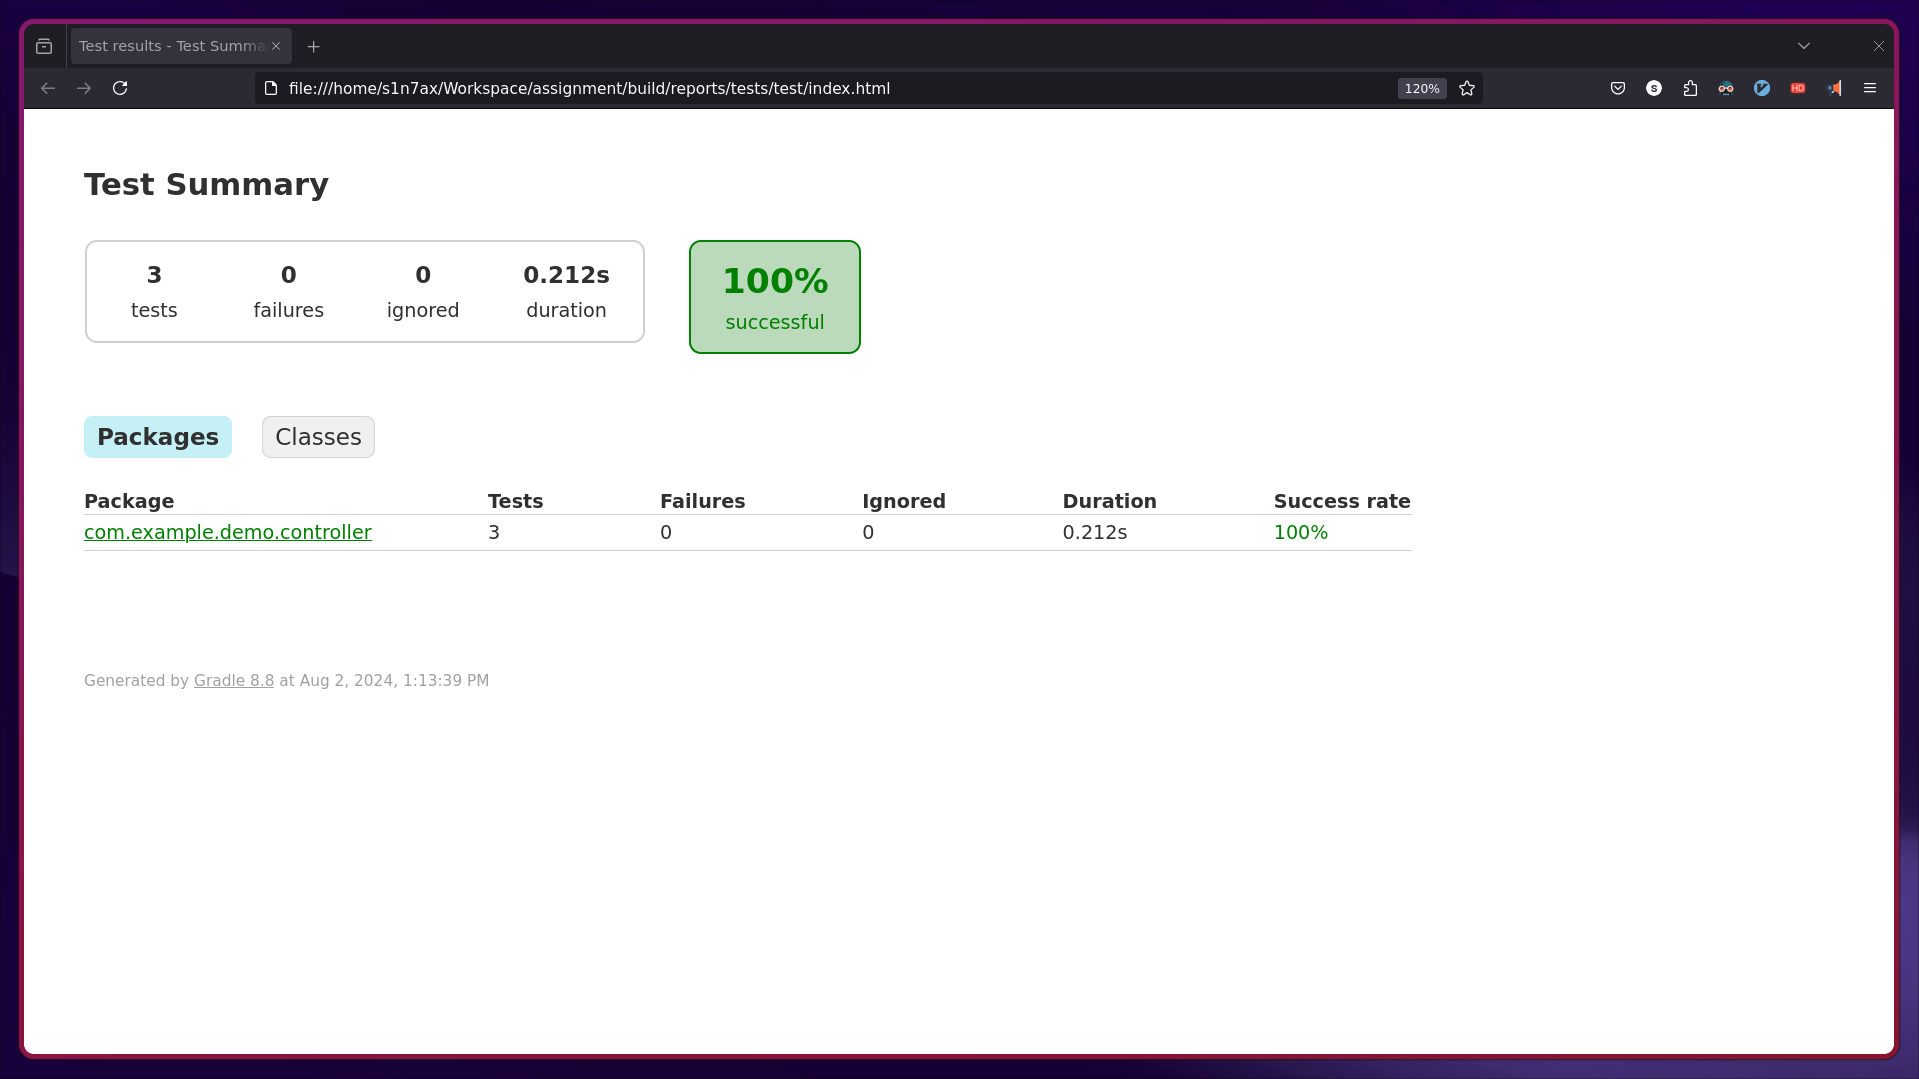 Test results - Test Summa
file:///home/s1n7ax/Workspace/assignment/build/reports/tests/test/index.html
120%
S
HD
Test Summary
3
tests
0
failures
0
ignored
0.212s
duration
100%
successful
Packages
Classes
Package Tests Failures Ignored Duration Success rate
com.example.demo.controller 3 0 0 0.212s 100%
Generated by Gradle 8.8 at Aug 2, 2024, 1:13:39 PM